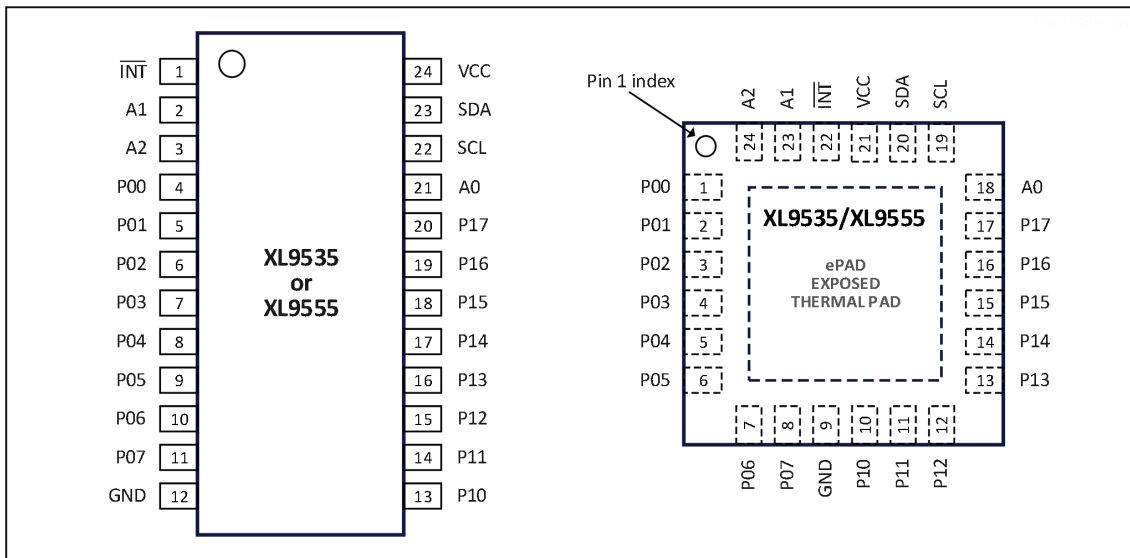 INT 1
A1 2
A2 3
P00 4
P01 5
P02 6
P03 7
P04 8
P05 9
P06 10
P07 11
GND 12
XL9535
or
XL9555
24 VCC
23 SDA
22 SCL
21 A0
20 P17
19 P16
18 P15
17 P14
16 P13
15 P12
14 P11
13 P10
Pin 1 index
A2 A1 INT VCC SDA SCL
24 23 22 21 20 19
P00 1
P01 2
P02 3
P03 4
P04 5
P05 6
XL9535/XL9555
ePAD
EXPOSED
THERMAL PAD
18 A0
17 P17
16 P16
15 P15
14 P14
13 P13
7 8 9 10 11 12
P06 P07 GND P10 P11 P12